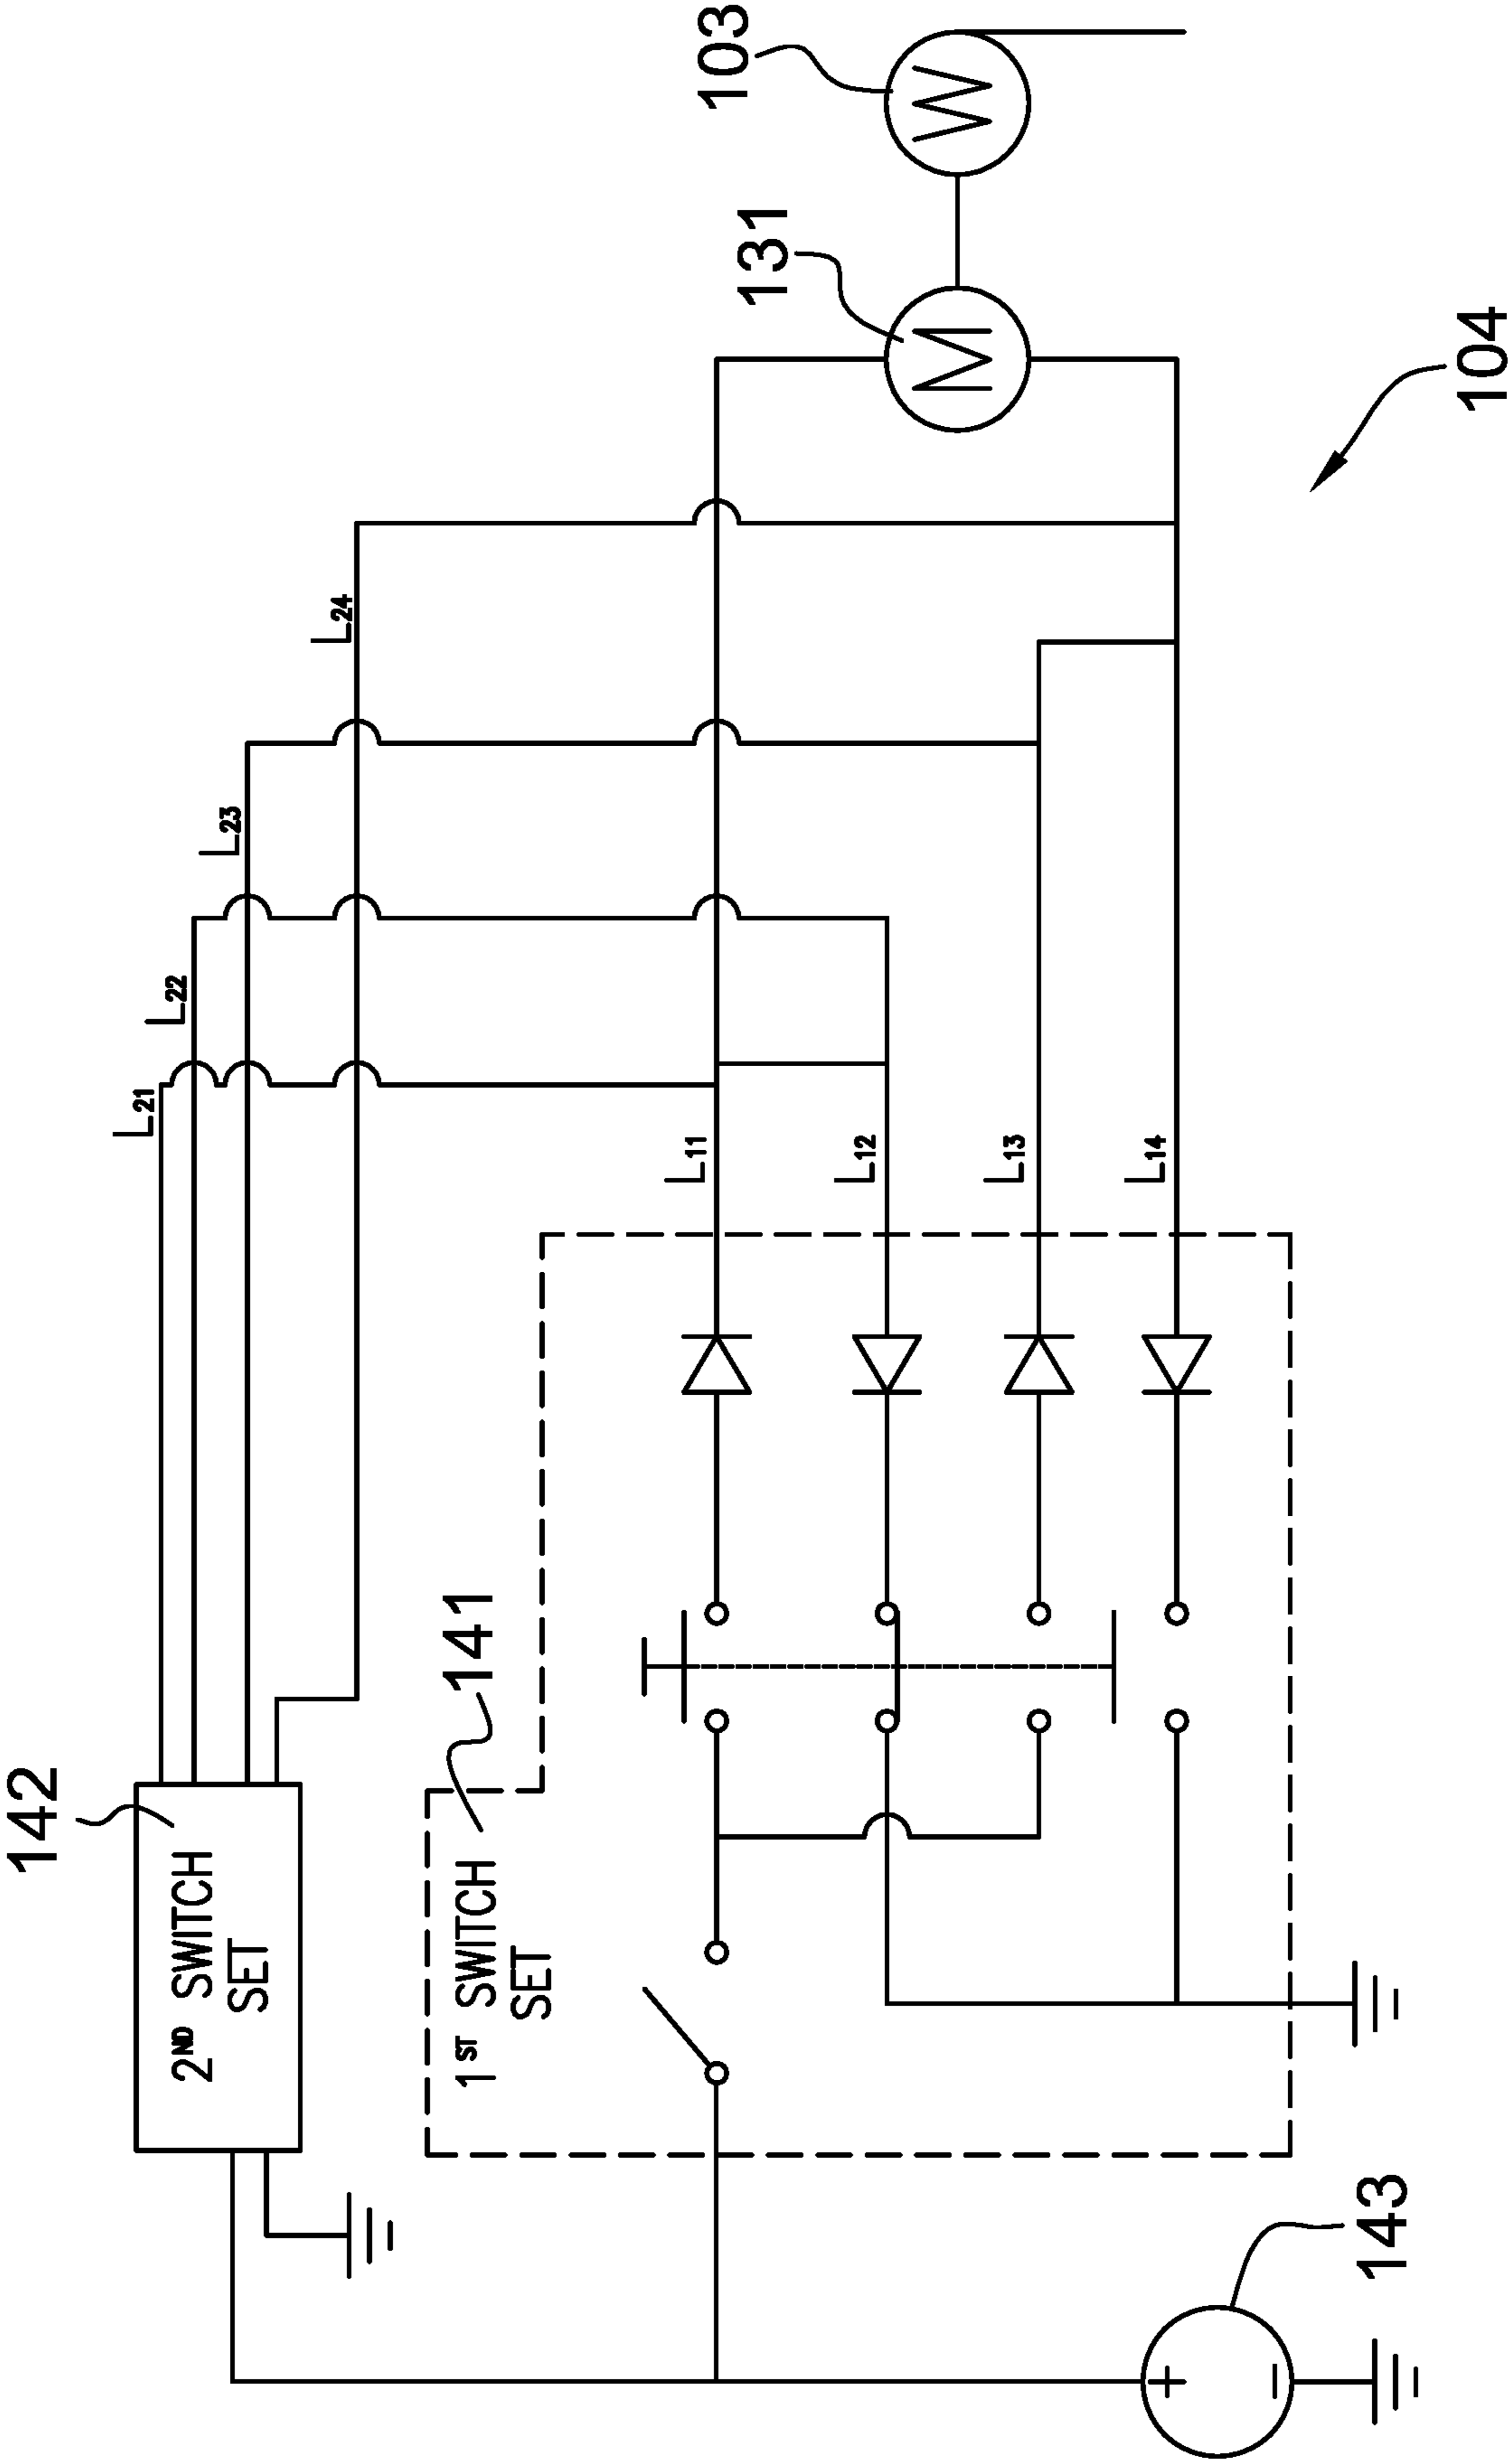 142
2ND SWITCH
SET
L21
L22
L23
L24
141
1ST SWITCH
SET
L11
L12
L13
L14
103
W
131
M
104
143
+
−